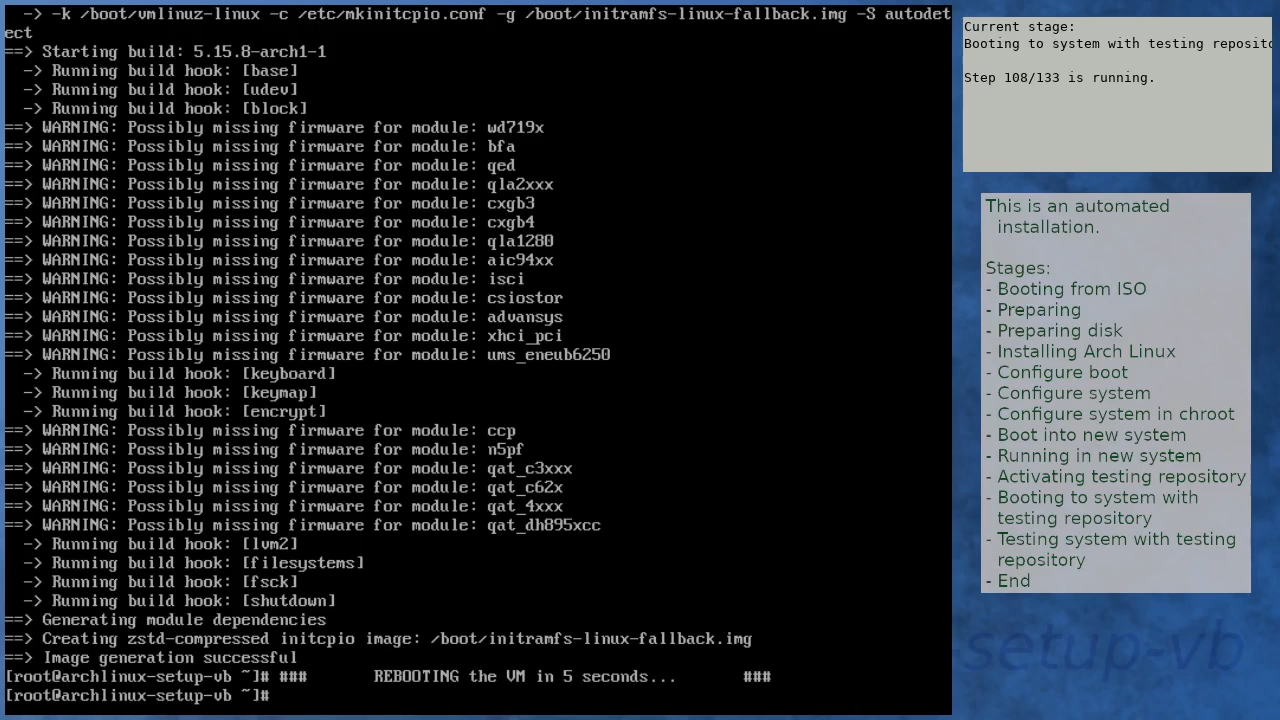 -> -k /boot/vmlinuz-linux -c /etc/mkinitcpio.conf -g /boot/initramfs-linux-fallback.img -S autodet
ect
==> Starting build: 5.15.8-arch1-1
-> Running build hook: [base]
-> Running build hook: [udev]
-> Running build hook: [block]
==> WARNING: Possibly missing firmware for module: wd719x
==> WARNING: Possibly missing firmware for module: bfa
==> WARNING: Possibly missing firmware for module: qed
==> WARNING: Possibly missing firmware for module: qla2xxx
==> WARNING: Possibly missing firmware for module: cxgb3
==> WARNING: Possibly missing firmware for module: cxgb4
==> WARNING: Possibly missing firmware for module: qla1280
==> WARNING: Possibly missing firmware for module: aic94xx
==> WARNING: Possibly missing firmware for module: isci
==> WARNING: Possibly missing firmware for module: csiostor
==> WARNING: Possibly missing firmware for module: advansys
==> WARNING: Possibly missing firmware for module: xhci_pci
==> WARNING: Possibly missing firmware for module: ums_eneub6250
-> Running build hook: [keyboard]
-> Running build hook: [keymap]
-> Running build hook: [encrypt]
==> WARNING: Possibly missing firmware for module: ccp
==> WARNING: Possibly missing firmware for module: n5pf
==> WARNING: Possibly missing firmware for module: qat_c3xxx
==> WARNING: Possibly missing firmware for module: qat_c62x
==> WARNING: Possibly missing firmware for module: qat_4xxx
==> WARNING: Possibly missing firmware for module: qat_dh895xcc
-> Running build hook: [lvm2]
-> Running build hook: [filesystems]
-> Running build hook: [fsck]
-> Running build hook: [shutdown]
==> Generating module dependencies
==> Creating zstd-compressed initcpio image: /boot/initramfs-linux-fallback.img
==> Image generation successful
[root@archlinux-setup-vb ~]# ### REBOOTING the VM in 5 seconds... ###
[root@archlinux-setup-vb ~]#
Current stage:
Booting to system with testing reposito
Step 108/133 is running.
This is an automated
installation.
Stages:
- Booting from ISO
- Preparing
- Preparing disk
- Installing Arch Linux
- Configure boot
- Configure system
- Configure system in chroot
- Boot into new system
- Running in new system
- Activating testing repository
- Booting to system with
testing repository
- Testing system with testing
repository
- End
-setup-vb